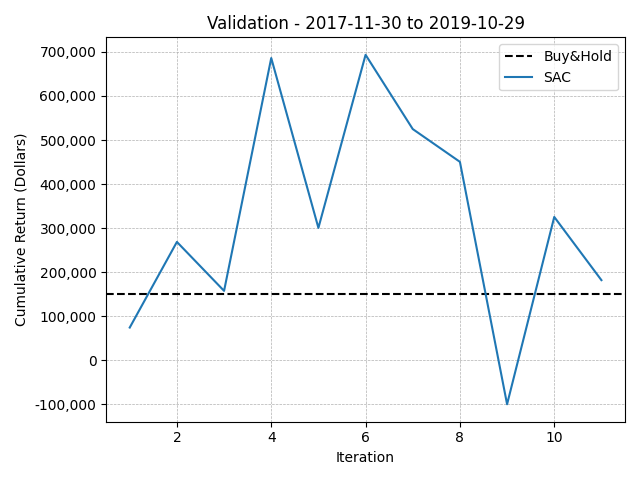 Validation - 2017-11-30 to 2019-10-29
Buy&Hold
SAC
Cumulative Return (Dollars)
700,000
600,000
500,000
400,000
300,000
200,000
100,000
0
-100,000
2 4 6 8 10
Iteration